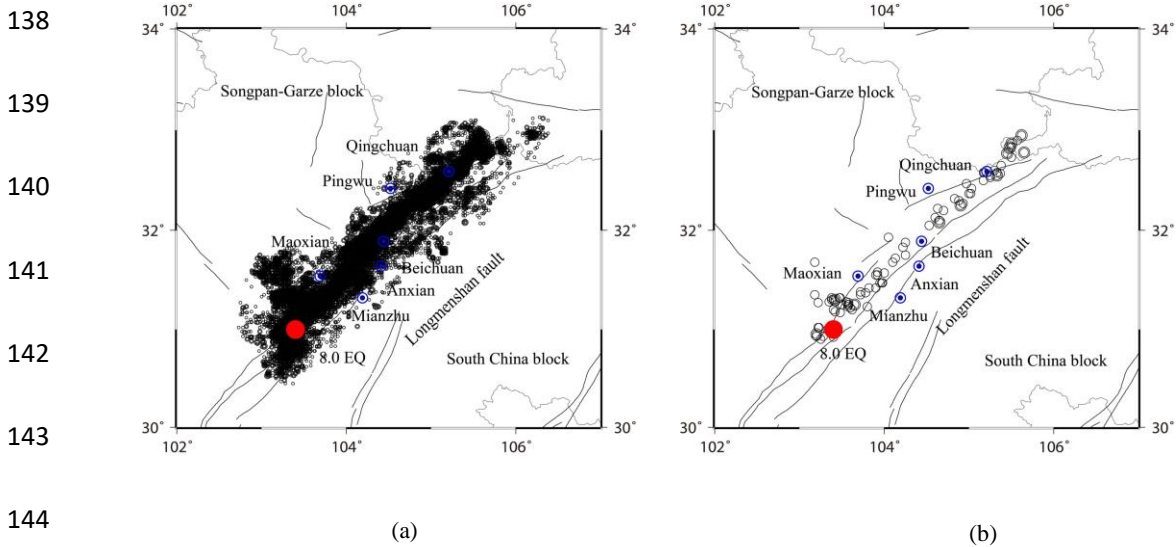 138
139
140
141
142
143
144
34°
32°
30°
102° 104° 106°
102° 104° 106°
Songpan-Garze block
Qingchuan
Pingwu
Maoxian
Beichuan
Anxian
Mianzhu
Longmenshan fault
8.0 EQ
South China block
(a)
102° 104° 106°
102° 104° 106°
34°
32°
30°
34°
32°
30°
Songpan-Garze block
Qingchuan
Pingwu
Beichuan
Maoxian
Anxian
Mianzhu
Longmenshan fault
8.0 EQ
South China block
(b)